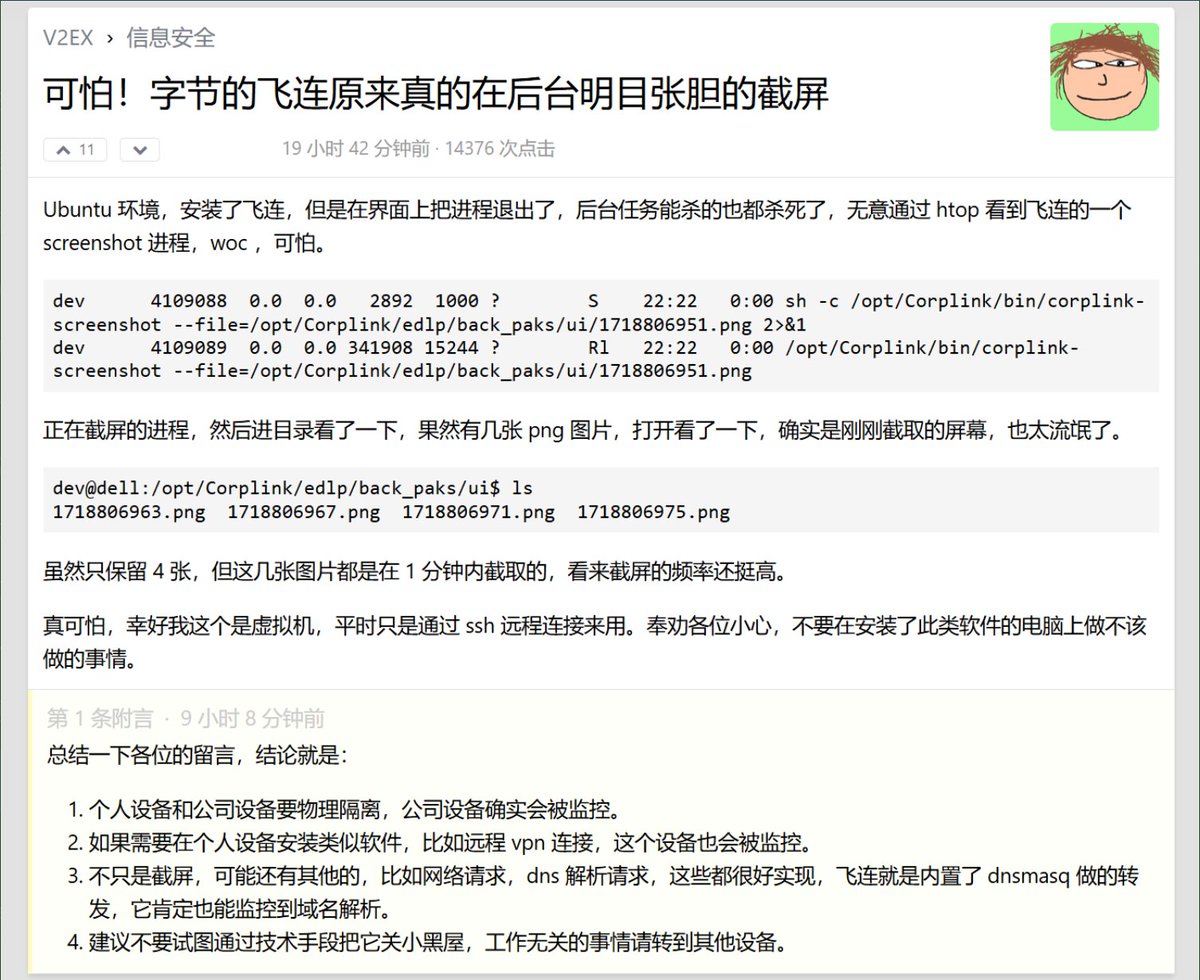 V2EX › 信息安全
可怕！字节的飞连原来真的在后台明目张胆的截屏
11
19 小时 42 分钟前 · 14376 次点击
Ubuntu 环境，安装了飞连，但是在界面上把进程退出了，后台任务能杀的也都杀死了，无意通过 htop 看到飞连的一个
screenshot 进程，woc ，可怕。
dev      4109088  0.0  0.0   2892  1000 ?        S    22:22   0:00 sh -c /opt/Corplink/bin/corplink-
screenshot --file=/opt/Corplink/edlp/back_paks/ui/1718806951.png 2>&1
dev      4109089  0.0  0.0 341908 15244 ?        Rl   22:22   0:00 /opt/Corplink/bin/corplink-
screenshot --file=/opt/Corplink/edlp/back_paks/ui/1718806951.png
正在截屏的进程，然后进目录看了一下，果然有几张 png 图片，打开看了一下，确实是刚刚截取的屏幕，也太流氓了。
dev@dell:/opt/Corplink/edlp/back_paks/ui$ ls
1718806963.png  1718806967.png  1718806971.png  1718806975.png
虽然只保留 4 张，但这几张图片都是在 1 分钟内截取的，看来截屏的频率还挺高。
真可怕，幸好我这个是虚拟机，平时只是通过 ssh 远程连接来用。奉劝各位小心，不要在安装了此类软件的电脑上做不该
做的事情。
第 1 条附言 · 9 小时 8 分钟前
总结一下各位的留言，结论就是：
1. 个人设备和公司设备要物理隔离，公司设备确实会被监控。
2. 如果需要在个人设备安装类似软件，比如远程 vpn 连接，这个设备也会被监控。
3. 不只是截屏，可能还有其他的，比如网络请求，dns 解析请求，这些都很好实现，飞连就是内置了 dnsmasq 做的转
发，它肯定也能监控到域名解析。
4. 建议不要试图通过技术手段把它关小黑屋，工作无关的事情请转到其他设备。